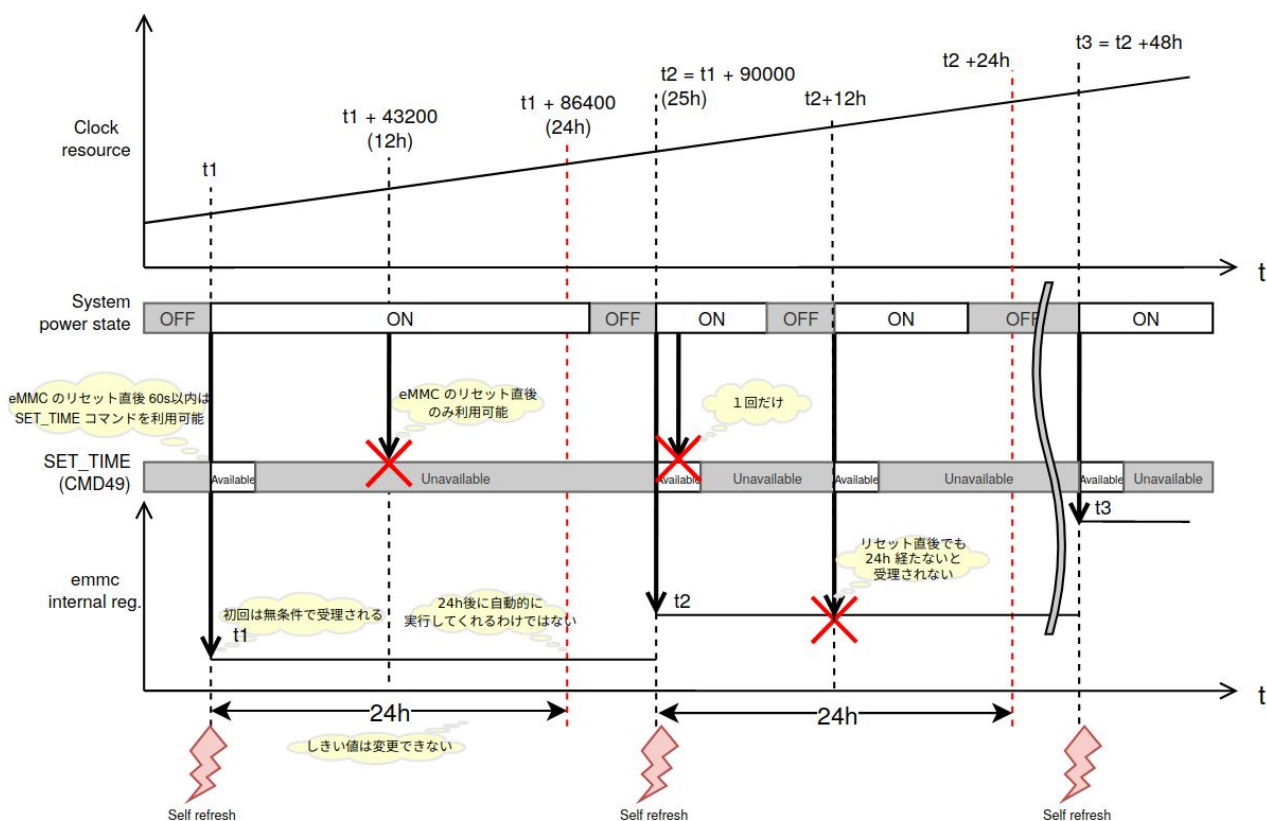 t3 = t2 +48h
t2 +24h
t2 = t1 + 90000
(25h)
t2+12h
t1 + 86400
(24h)
t1 + 43200
(12h)
t1
Clock
resource
t
System
power state
OFF
ON
OFF
ON
OFF
ON
OFF
ON
eMMC のリセット直後 60s以内は
SET_TIME コマンドを利用可能
eMMC のリセット直後
のみ利用可能
1回だけ
SET_TIME
(CMD49)
Available
Unavailable
Available
Unavailable
Available
Unavailable
Available
Unavailable
t3
リセット直後でも
24h 経たないと
受理されない
emmc
internal reg.
初回は無条件で受理される
t1
24h後に自動的に
実行してくれるわけではない
t2
t
24h
24h
しきい値は変更できない
Self refresh
Self refresh
Self refresh